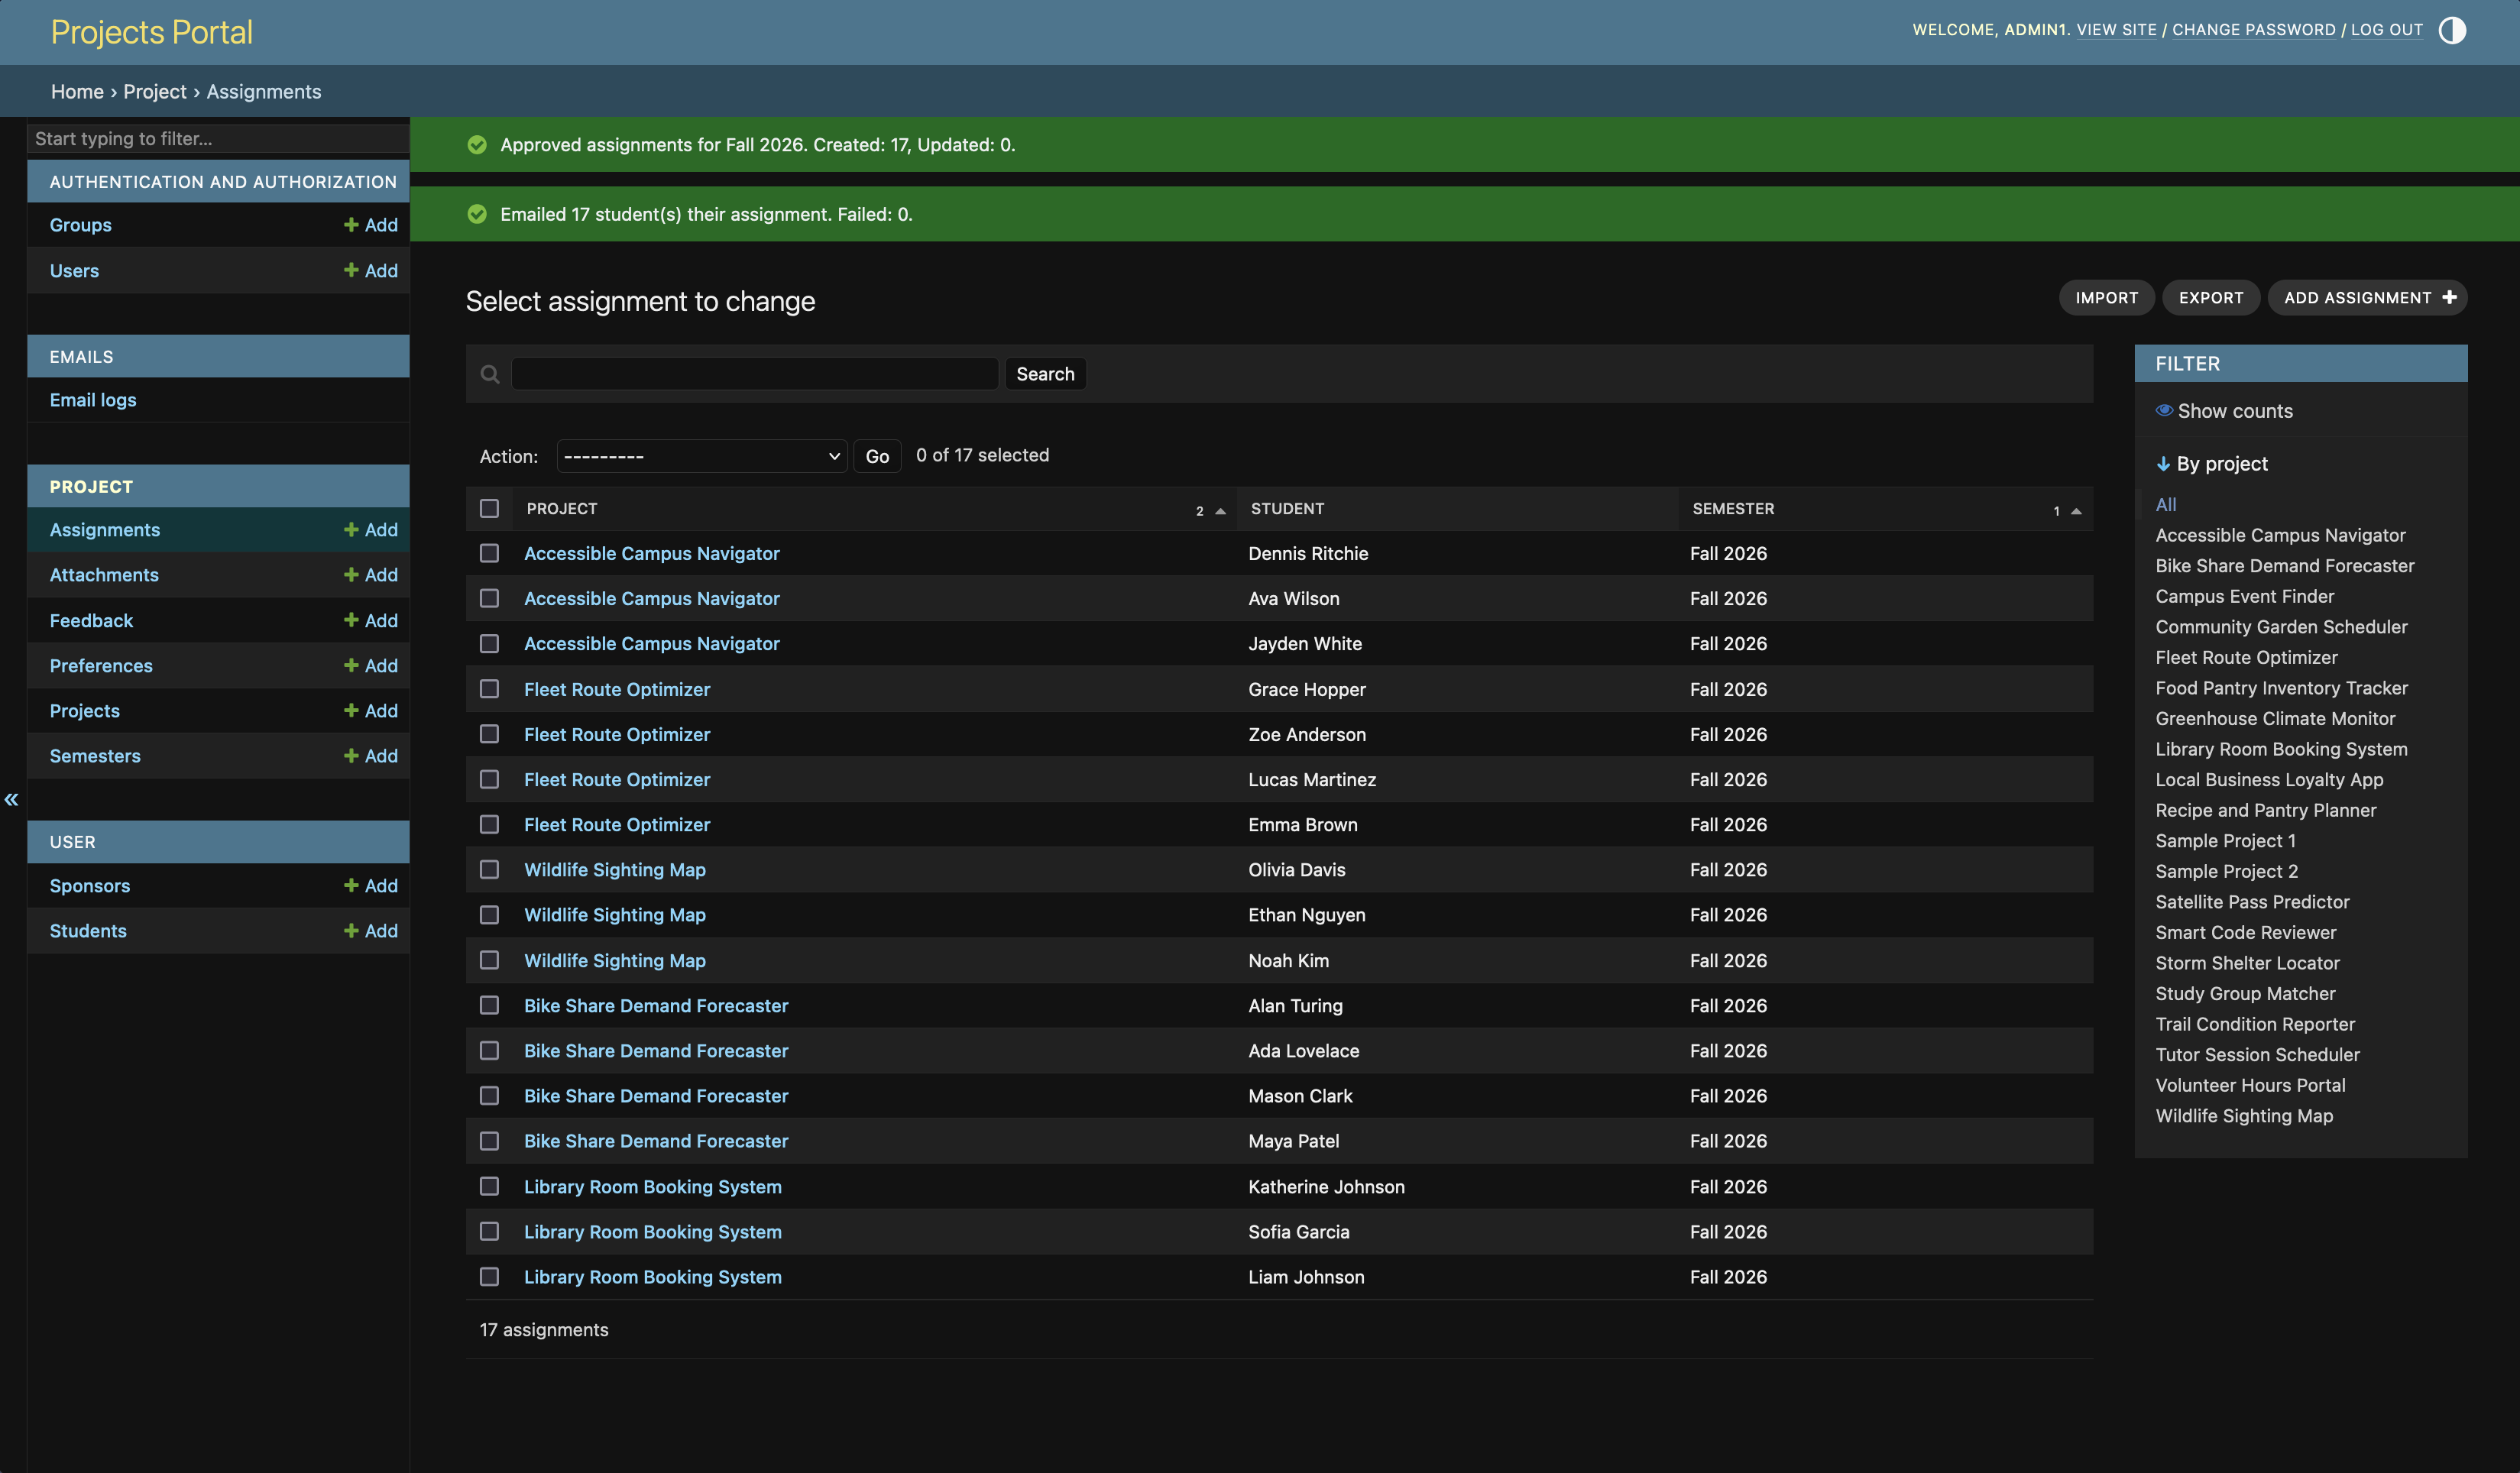 Projects Portal
WELCOME, ADMIN1. VIEW SITE / CHANGE PASSWORD / LOG OUT
Home › Project › Assignments
Start typing to filter...
AUTHENTICATION AND AUTHORIZATION
Groups + Add
Users + Add
EMAILS
Email logs
PROJECT
Assignments + Add
Attachments + Add
Feedback + Add
Preferences + Add
Projects + Add
Semesters + Add
«
USER
Sponsors + Add
Students + Add
Approved assignments for Fall 2026. Created: 17, Updated: 0.
Emailed 17 student(s) their assignment. Failed: 0.
Select assignment to change
IMPORT EXPORT ADD ASSIGNMENT +
Search
Action: --------- Go 0 of 17 selected
PROJECT 2 STUDENT SEMESTER 1
Accessible Campus Navigator Dennis Ritchie Fall 2026
Accessible Campus Navigator Ava Wilson Fall 2026
Accessible Campus Navigator Jayden White Fall 2026
Fleet Route Optimizer Grace Hopper Fall 2026
Fleet Route Optimizer Zoe Anderson Fall 2026
Fleet Route Optimizer Lucas Martinez Fall 2026
Fleet Route Optimizer Emma Brown Fall 2026
Wildlife Sighting Map Olivia Davis Fall 2026
Wildlife Sighting Map Ethan Nguyen Fall 2026
Wildlife Sighting Map Noah Kim Fall 2026
Bike Share Demand Forecaster Alan Turing Fall 2026
Bike Share Demand Forecaster Ada Lovelace Fall 2026
Bike Share Demand Forecaster Mason Clark Fall 2026
Bike Share Demand Forecaster Maya Patel Fall 2026
Library Room Booking System Katherine Johnson Fall 2026
Library Room Booking System Sofia Garcia Fall 2026
Library Room Booking System Liam Johnson Fall 2026
17 assignments
FILTER
Show counts
↓ By project
All
Accessible Campus Navigator
Bike Share Demand Forecaster
Campus Event Finder
Community Garden Scheduler
Fleet Route Optimizer
Food Pantry Inventory Tracker
Greenhouse Climate Monitor
Library Room Booking System
Local Business Loyalty App
Recipe and Pantry Planner
Sample Project 1
Sample Project 2
Satellite Pass Predictor
Smart Code Reviewer
Storm Shelter Locator
Study Group Matcher
Trail Condition Reporter
Tutor Session Scheduler
Volunteer Hours Portal
Wildlife Sighting Map